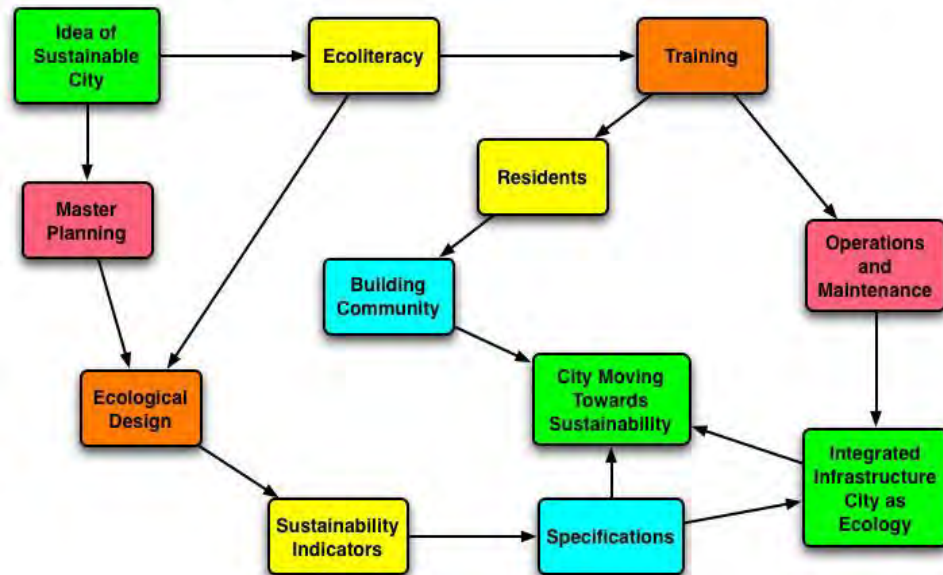 Idea of
Sustainable
City
Ecoliteracy
Training
Residents
Master
Planning
Operations
and
Maintenance
Building
Community
Ecological
Design
City Moving
Towards
Sustainability
Integrated
Infrastructure
City as
Ecology
Sustainability
Indicators
Specifications